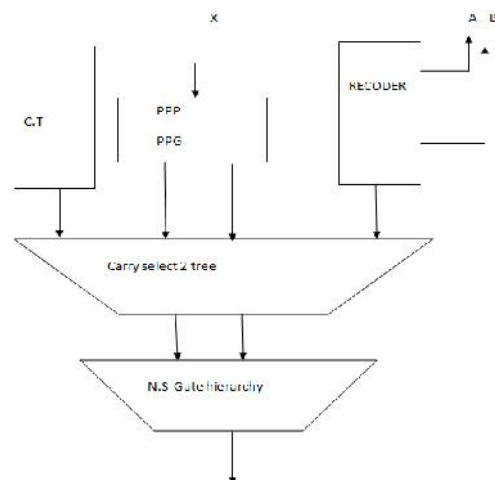 X
A B
C.T
PPP
PPG
RECODER
Carry select 2 tree
N.S Gate hierarchy